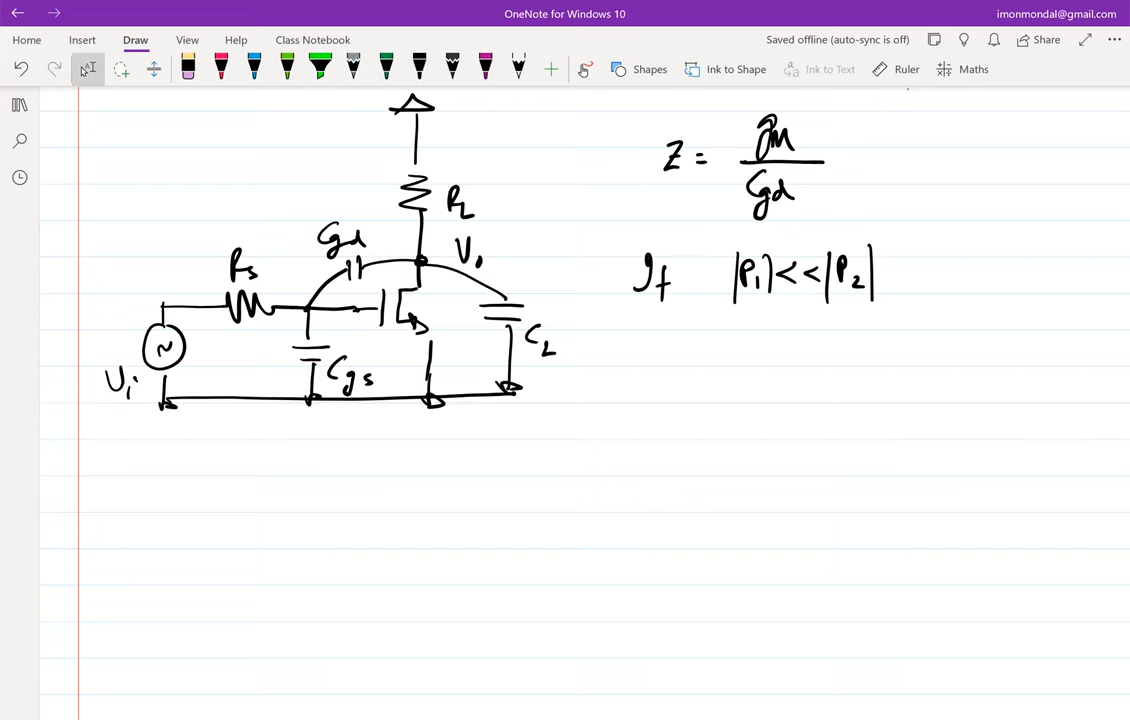 OneNote for Windows 10
imonmondal@gmail.com
Home Insert Draw View Help Class Notebook
Saved offline (auto-sync is off) Share
Shapes Ink to Shape Ink to Text Ruler Maths
Z = gm / Cgd
RL
Cgd
Vo
Rs
If |P1| << |P2|
CL
Cgs
Vi